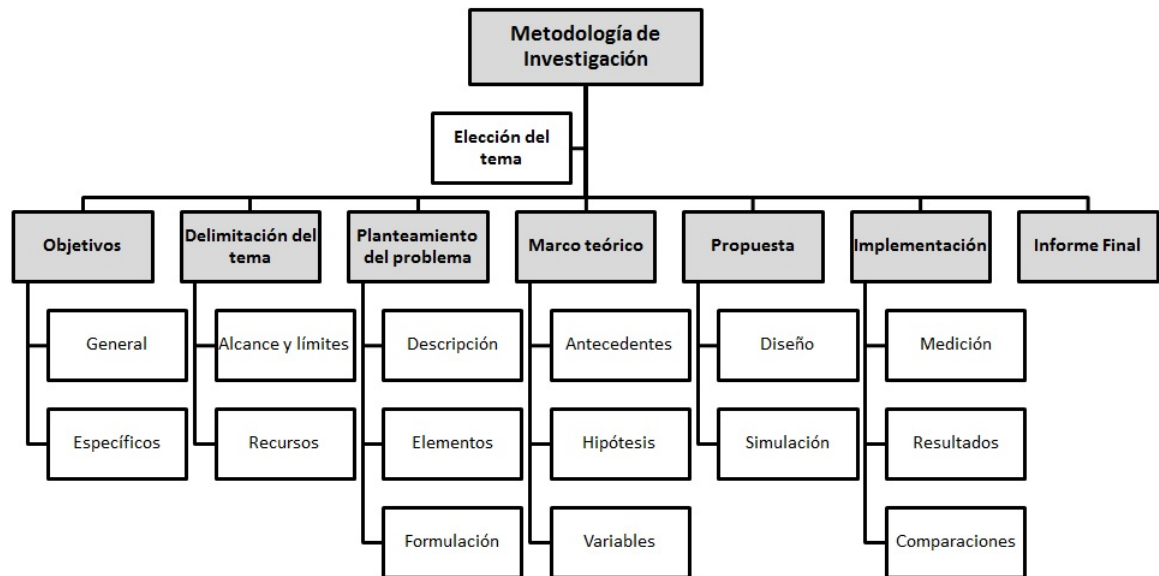 Metodología de
Investigación
Elección del
tema
Objetivos
Delimitación del
tema
Planteamiento
del problema
Marco teórico
Propuesta
Implementación
Informe Final
General
Alcance y límites
Descripción
Antecedentes
Diseño
Medición
Específicos
Recursos
Elementos
Hipótesis
Simulación
Resultados
Formulación
Variables
Comparaciones